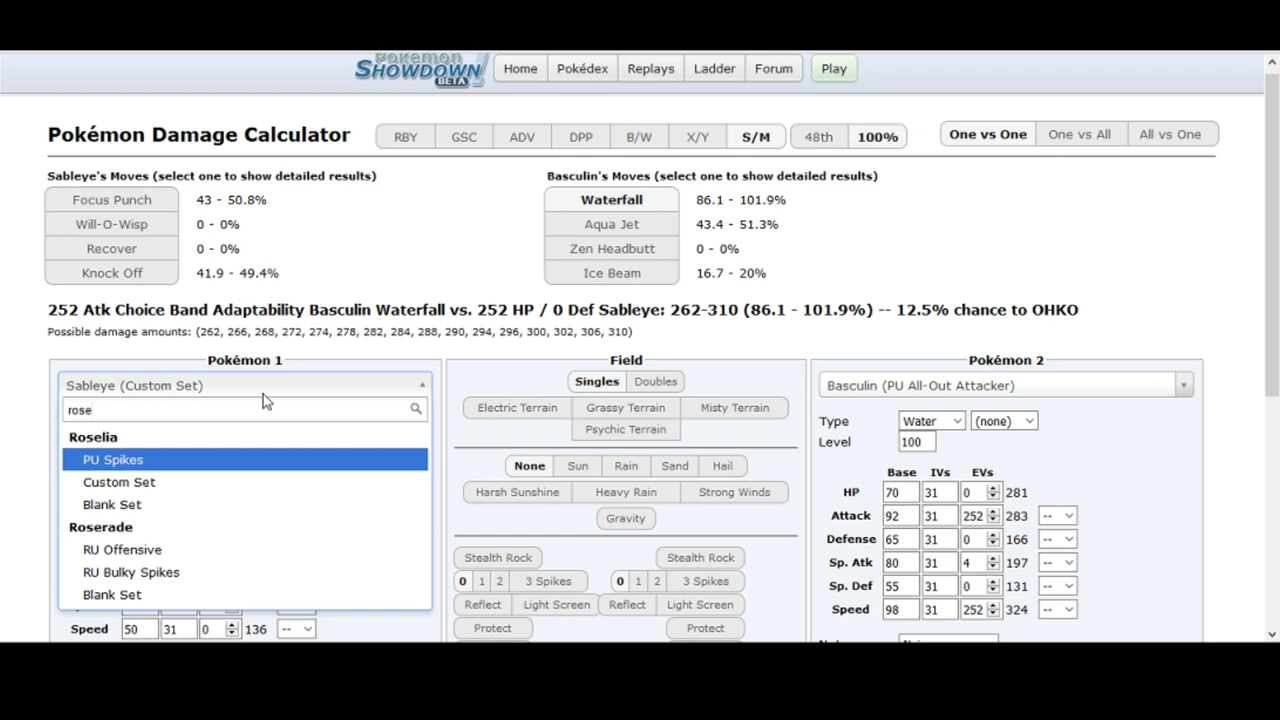 Pokémon
SHOWDOWN!
BETA
Home Pokédex Replays Ladder Forum Play
Pokémon Damage Calculator RBY GSC ADV DPP B/W X/Y S/M 48th 100% One vs One One vs All All vs One
Sableye's Moves (select one to show detailed results) Basculin's Moves (select one to show detailed results)
Focus Punch 43 - 50.8% Waterfall 86.1 - 101.9%
Will-O-Wisp 0 - 0% Aqua Jet 43.4 - 51.3%
Recover 0 - 0% Zen Headbutt 0 - 0%
Knock Off 41.9 - 49.4% Ice Beam 16.7 - 20%
252 Atk Choice Band Adaptability Basculin Waterfall vs. 252 HP / 0 Def Sableye: 262-310 (86.1 - 101.9%) -- 12.5% chance to OHKO
Possible damage amounts: (262, 266, 268, 272, 274, 278, 282, 284, 288, 290, 294, 296, 300, 302, 306, 310)
Pokémon 1
Sableye (Custom Set)
rose
Roselia
PU Spikes
Custom Set
Blank Set
Roserade
RU Offensive
RU Bulky Spikes
Blank Set
Speed 50 31 0 136 --
Field
Singles Doubles
Electric Terrain Grassy Terrain Misty Terrain
Psychic Terrain
None Sun Rain Sand Hail
Harsh Sunshine Heavy Rain Strong Winds
Gravity
Stealth Rock Stealth Rock
0 1 2 3 Spikes 0 1 2 3 Spikes
Reflect Light Screen Reflect Light Screen
Protect Protect
Pokémon 2
Basculin (PU All-Out Attacker)
Type Water (none)
Level 100
Base IVs EVs
HP 70 31 0 281
Attack 92 31 252 283 --
Defense 65 31 0 166 --
Sp. Atk 80 31 4 197 --
Sp. Def 55 31 0 131 --
Speed 98 31 252 324 --